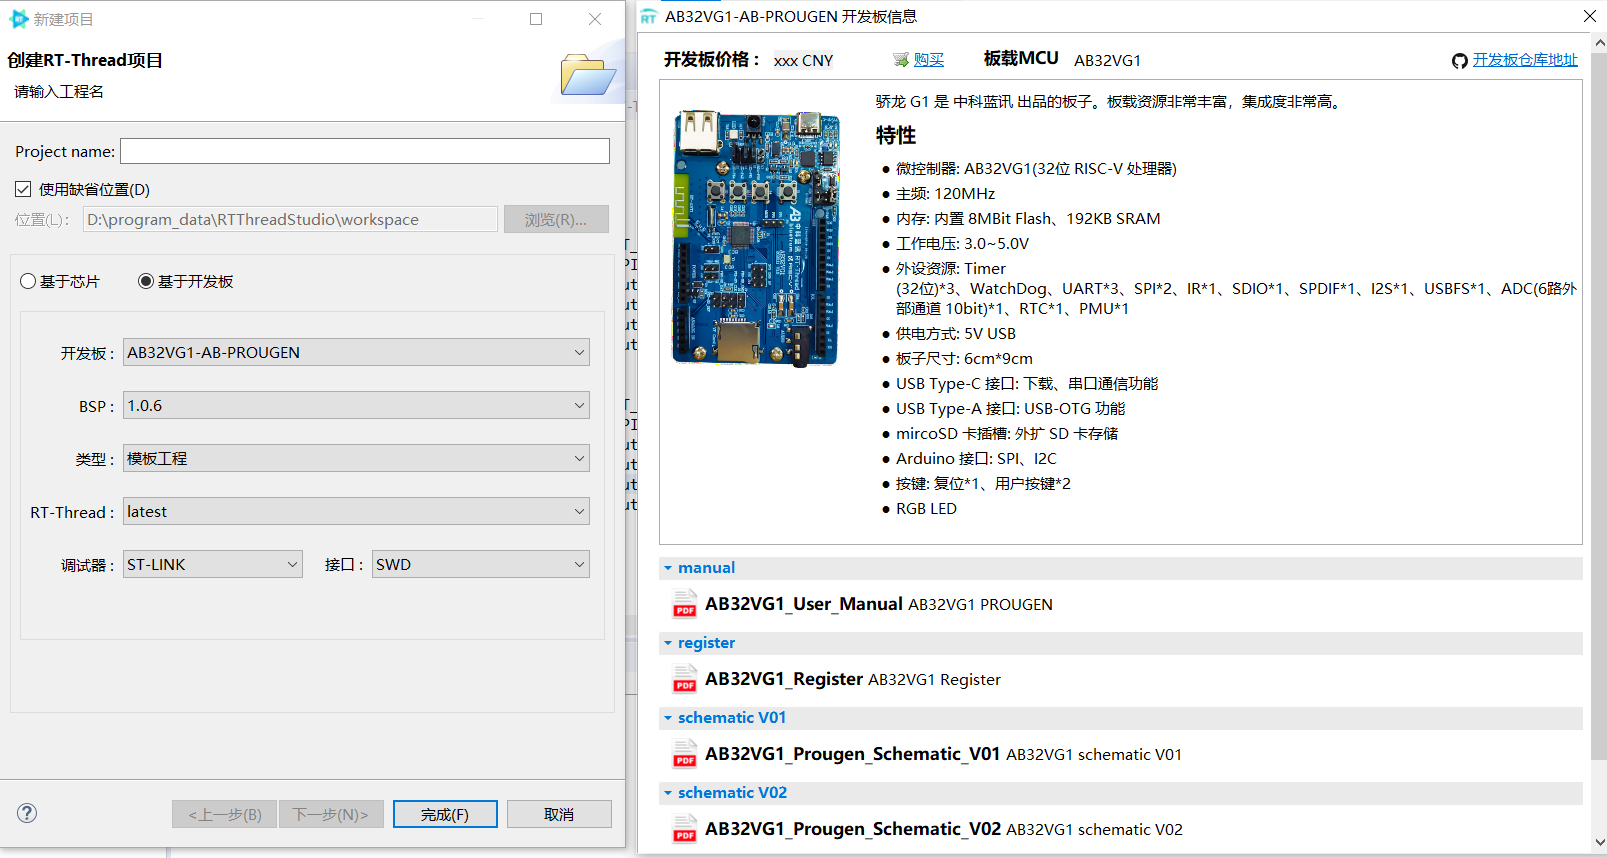 新建项目
创建RT-Thread项目
请输入工程名
Project name:
使用缺省位置(D)
位置(L):
D:\program_data\RTThreadStudio\workspace
浏览(R)...
基于芯片
基于开发板
开发板 :
AB32VG1-AB-PROUGEN
BSP :
1.0.6
类型 :
模板工程
RT-Thread :
latest
调试器 :
ST-LINK
接口 :
SWD
<上一步(B)
下一步(N)>
完成(F)
取消
AB32VG1-AB-PROUGEN 开发板信息
开发板价格： xxx CNY
购买
板载MCU AB32VG1
开发板仓库地址
骄龙 G1 是 中科蓝讯 出品的板子。板载资源非常丰富，集成度非常高。
特性
● 微控制器: AB32VG1(32位 RISC-V 处理器)
● 主频: 120MHz
● 内存: 内置 8MBit Flash、192KB SRAM
● 工作电压: 3.0~5.0V
● 外设资源: Timer
(32位)*3、WatchDog、UART*3、SPI*2、IR*1、SDIO*1、SPDIF*1、I2S*1、USBFS*1、ADC(6路外
部通道 10bit)*1、RTC*1、PMU*1
● 供电方式: 5V USB
● 板子尺寸: 6cm*9cm
● USB Type-C 接口: 下载、串口通信功能
● USB Type-A 接口: USB-OTG 功能
● mircoSD 卡插槽: 外扩 SD 卡存储
● Arduino 接口: SPI、I2C
● 按键: 复位*1、用户按键*2
● RGB LED
manual
AB32VG1_User_Manual AB32VG1 PROUGEN
register
AB32VG1_Register AB32VG1 Register
schematic V01
AB32VG1_Prougen_Schematic_V01 AB32VG1 schematic V01
schematic V02
AB32VG1_Prougen_Schematic_V02 AB32VG1 schematic V02